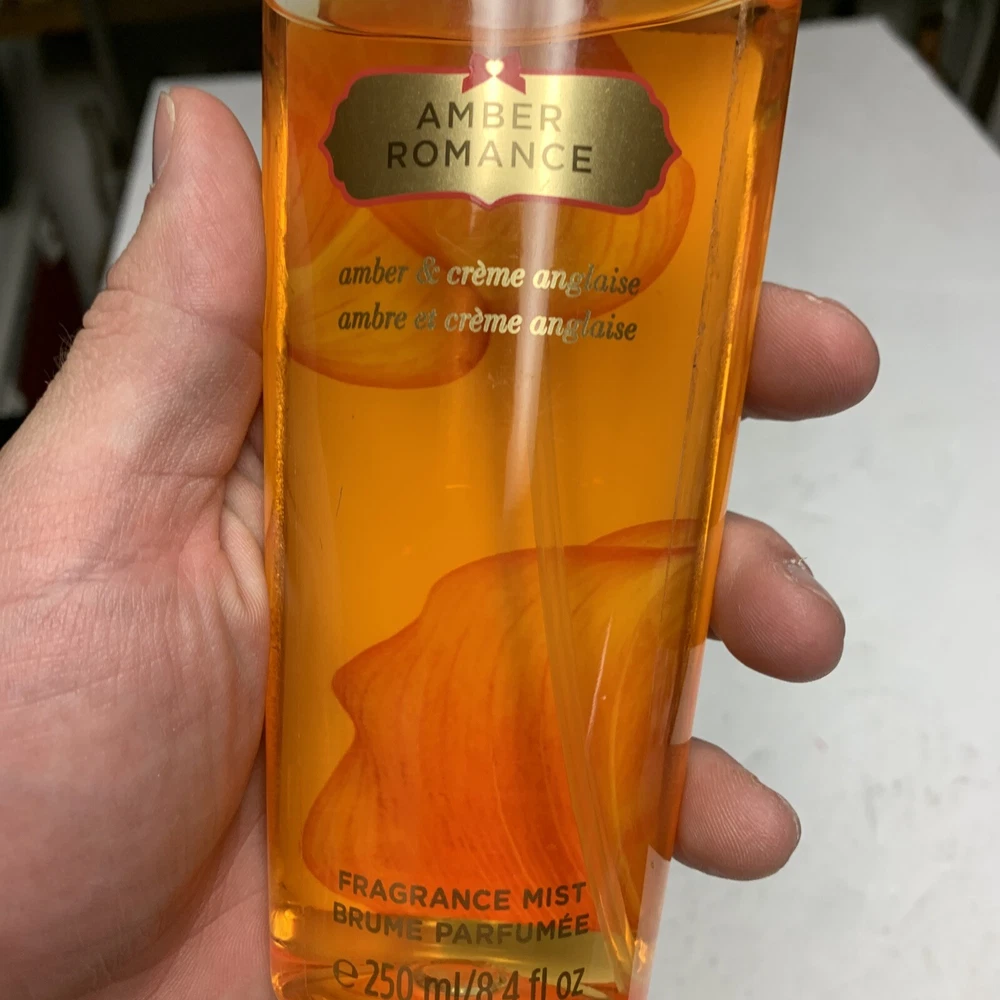 AMBER
ROMANCE
amber & crème anglaise
ambre et crème anglaise
FRAGRANCE MIST
BRUME PARFUMÉE
℮ 250 ml/8.4 fl oz